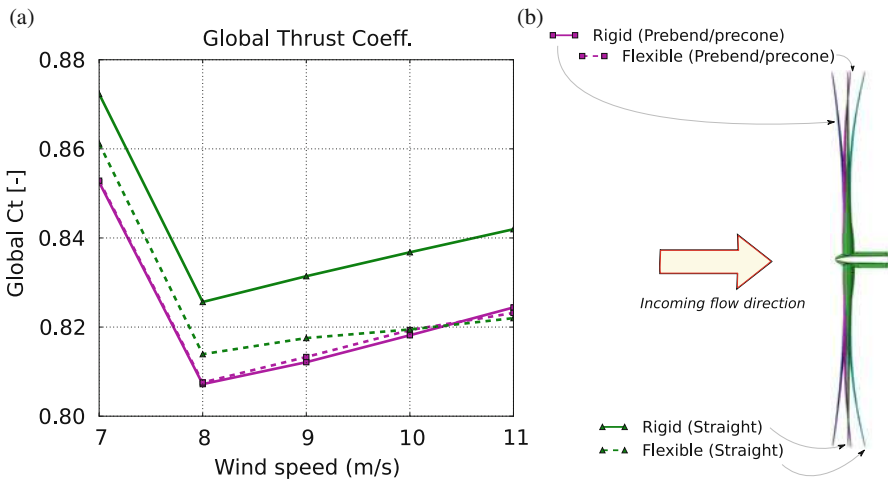 (a)
Global Thrust Coeff.
0.88
0.86
0.84
0.82
0.80
Global Ct [-]
7
8
9
10
11
Wind speed (m/s)
(b)
Rigid (Prebend/precone)
Flexible (Prebend/precone)
Incoming flow direction
Rigid (Straight)
Flexible (Straight)